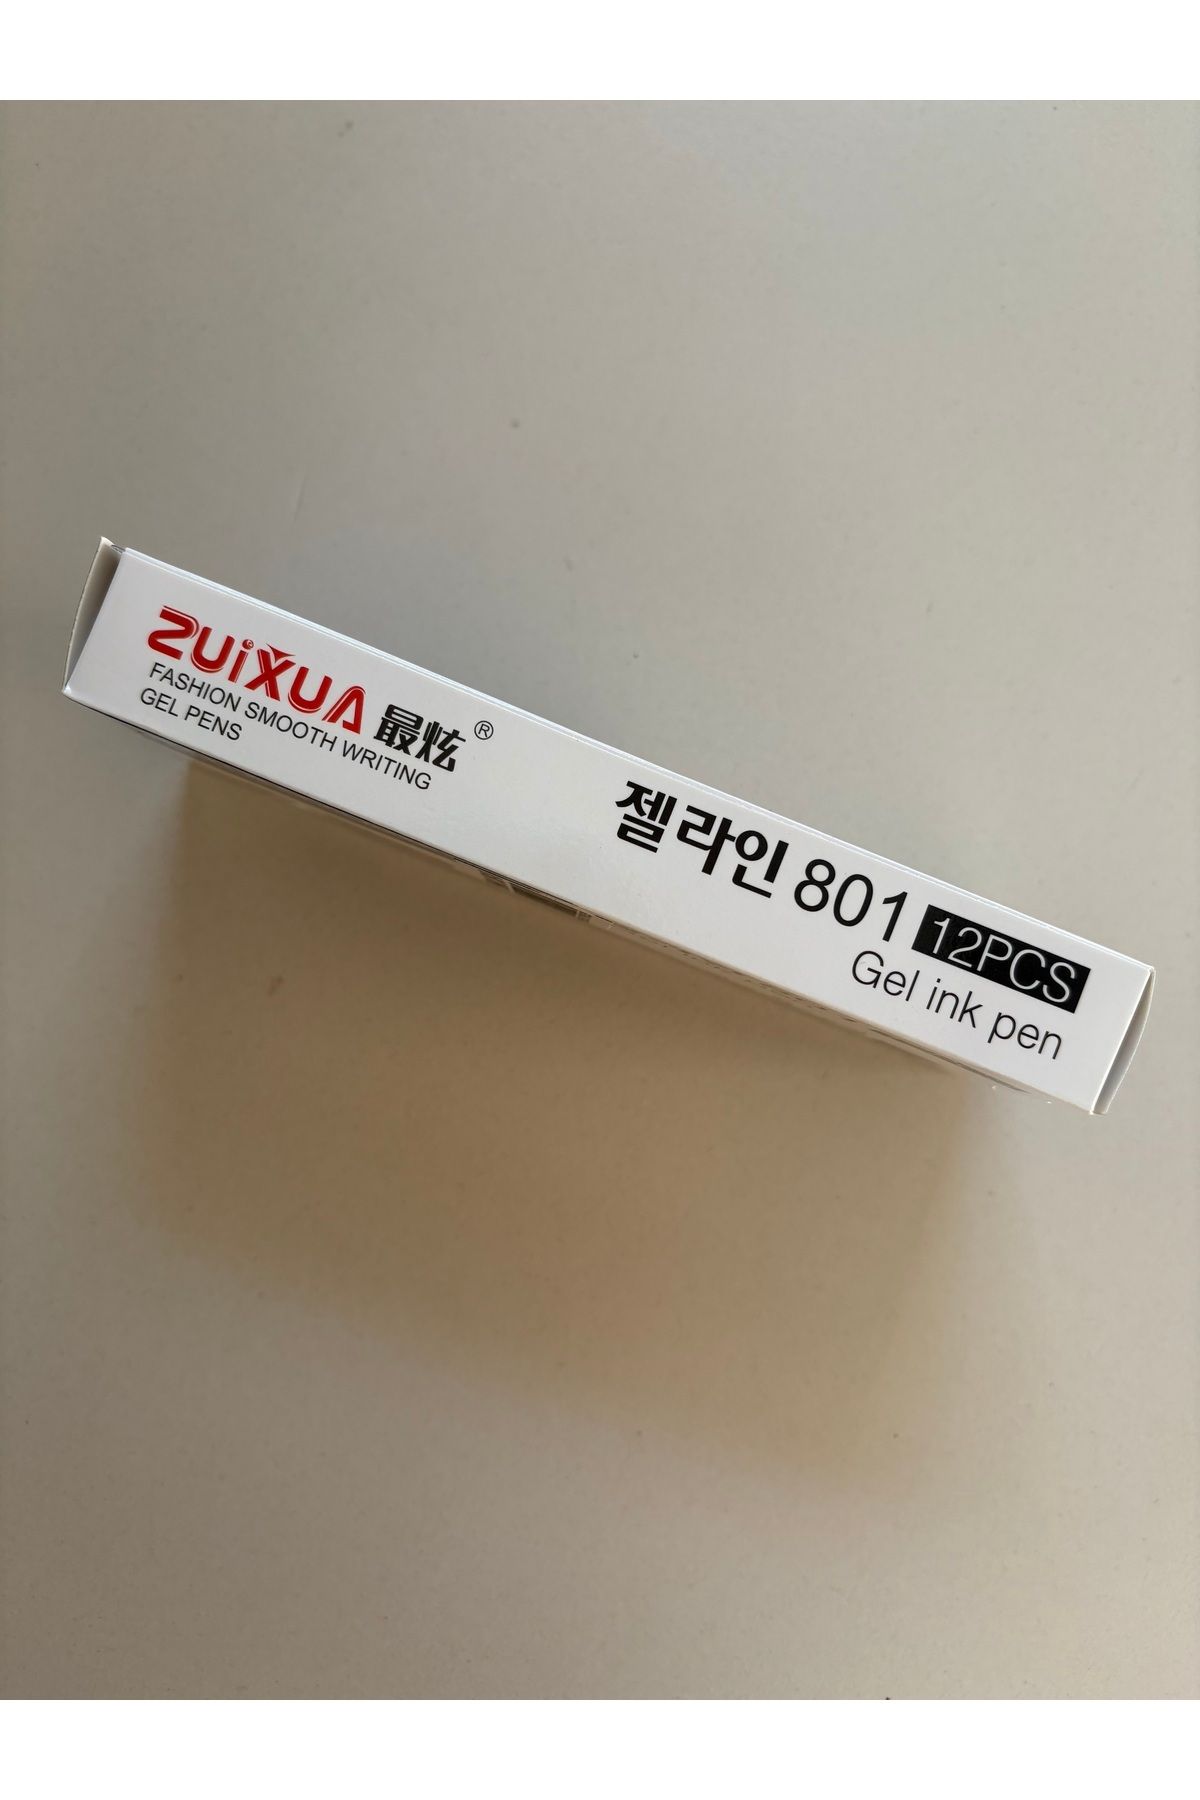 ZUiXUA 最炫®
FASHION SMOOTH WRITING
GEL PENS
젤라인 801 12PCS
Gel ink pen